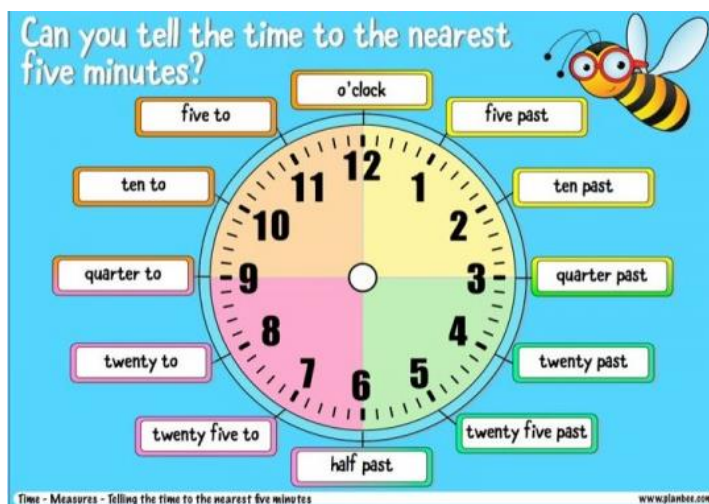 Can you tell the time to the nearest
five minutes?
o'clock
five to
five past
ten to
ten past
quarter to
quarter past
twenty to
twenty past
twenty five to
twenty five past
half past
12
1
2
3
4
5
6
7
8
9
10
11
Time - Measures - Telling the time to the nearest five minutes
www.planbee.com